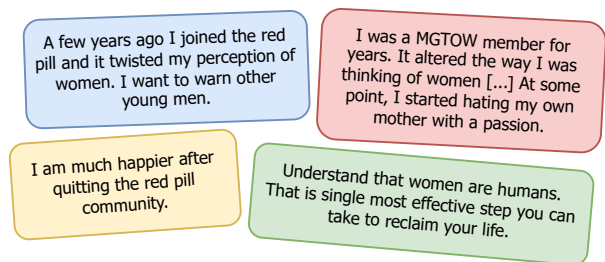 A few years ago I joined the red
pill and it twisted my perception of
women. I want to warn other
young men.
I was a MGTOW member for
years. It altered the way I was
thinking of women [...] At some
point, I started hating my own
mother with a passion.
I am much happier after
quitting the red pill
community.
Understand that women are humans.
That is single most effective step you can
take to reclaim your life.